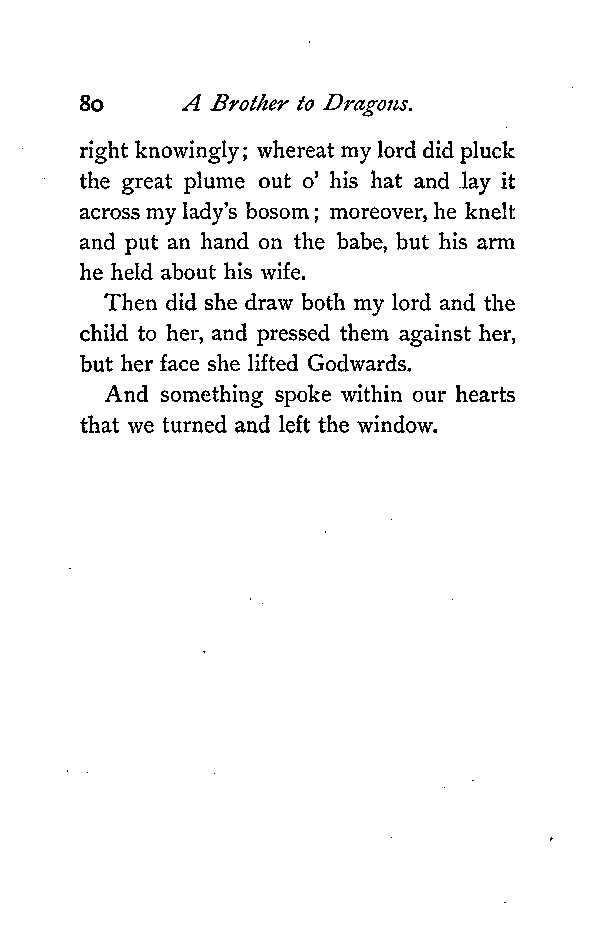 80 A Brother to Dragons.
right knowingly; whereat my lord did pluck
the great plume out o' his hat and lay it
across my lady's bosom; moreover, he knelt
and put an hand on the babe, but his arm
he held about his wife.
Then did she draw both my lord and the
child to her, and pressed them against her,
but her face she lifted Godwards.
And something spoke within our hearts
that we turned and left the window.